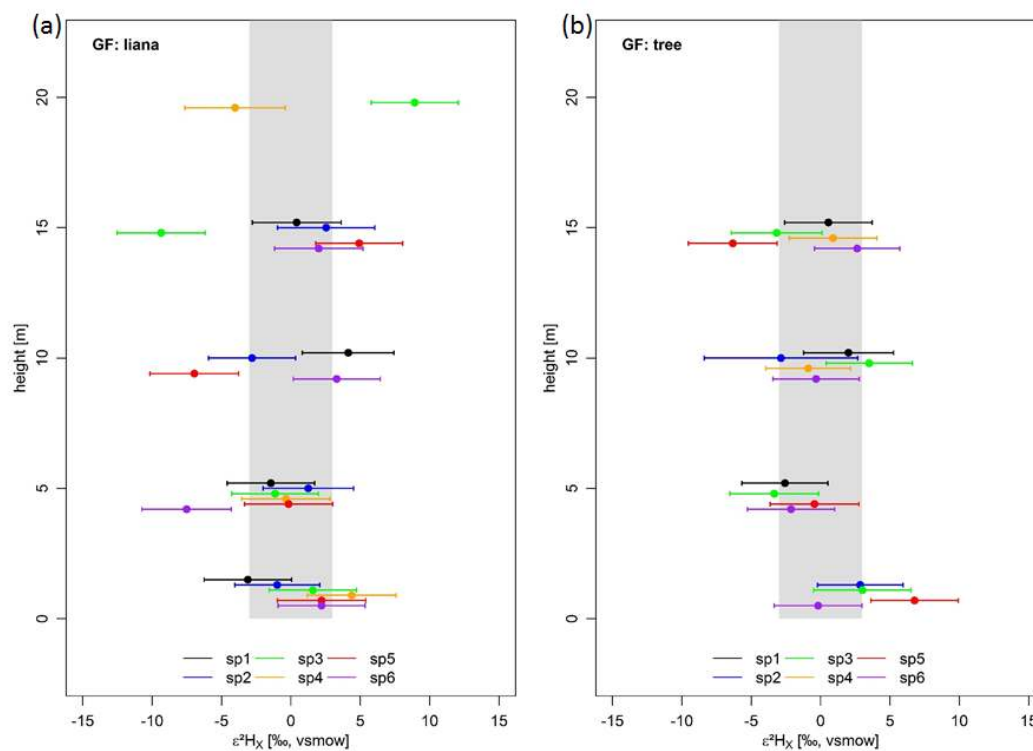 (a)
GF: liana
20
15
10
5
0
height [m]
sp1 sp3 sp5
sp2 sp4 sp6
-15 -10 -5 0 5 10 15
ε²Hₓ [‰, vsmow]
(b)
GF: tree
20
15
10
5
0
height [m]
sp1 sp3 sp5
sp2 sp4 sp6
-15 -10 -5 0 5 10 15
ε²Hₓ [‰, vsmow]